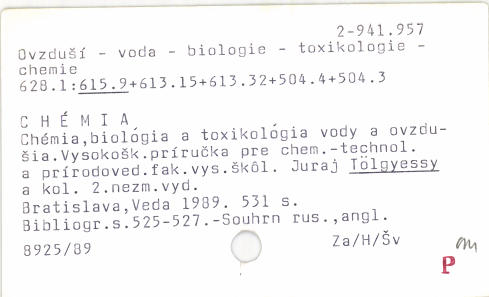 2-941.957
Ovzduší - voda - biologie - toxikologie -
chemie
628.1:615.9+613.15+613.32+504.4+504.3
C H É M I A
Chémia,biológia a toxikológia vody a ovzdu-
šia.Vysokošk.príručka pre chem.-technol.
a prírodoved.fak.vys.škôl. Juraj Tölgyessy
a kol. 2.nezm.vyd.
Bratislava,Veda 1989. 531 s.
Bibliogr.s.525-527.-Souhrn rus.,angl.
8925/89
Za/H/Šv
P